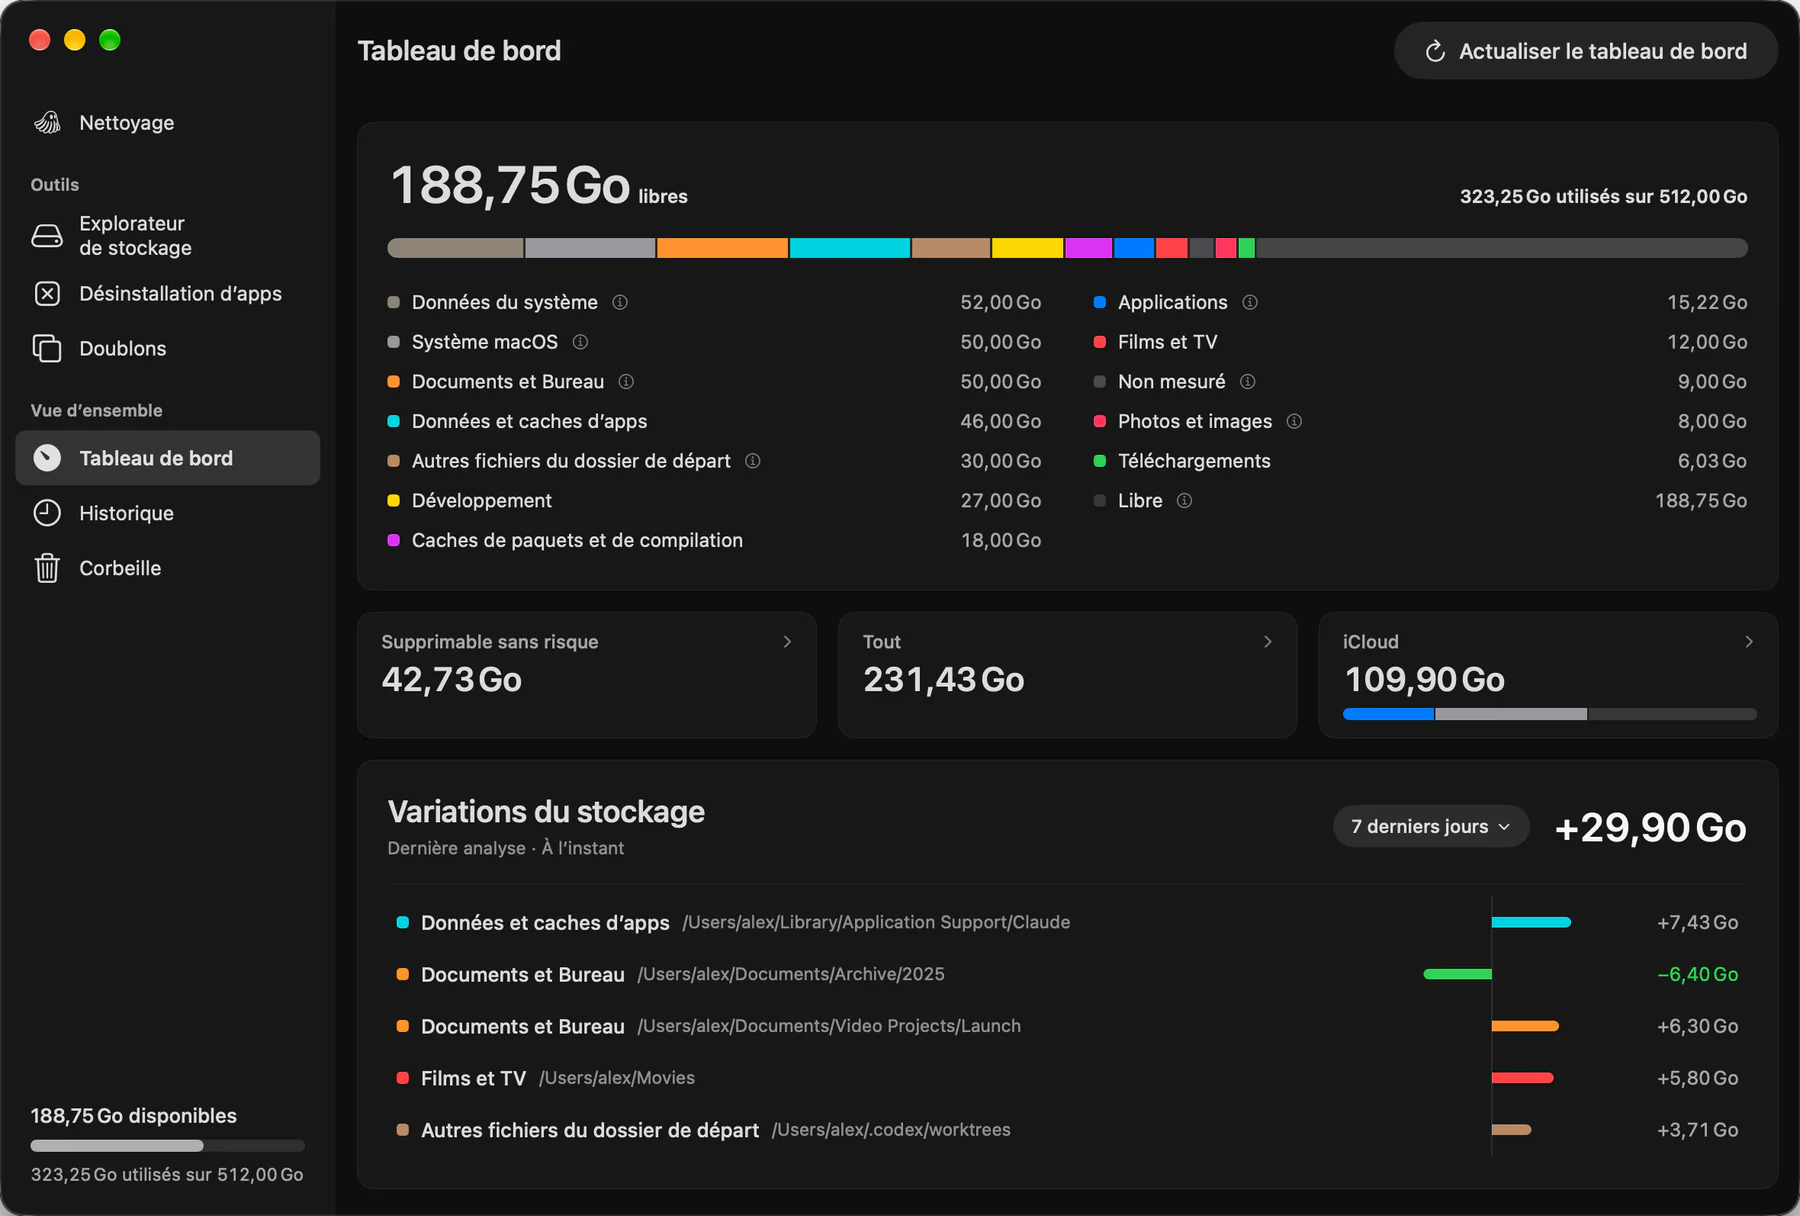 Tableau de bord
Actualiser le tableau de bord
Nettoyage
Outils
Explorateur
de stockage
Désinstallation d’apps
Doublons
Vue d’ensemble
Tableau de bord
Historique
Corbeille
188,75 Go disponibles
323,25 Go utilisés sur 512,00 Go
188,75 Go libres
323,25 Go utilisés sur 512,00 Go
Données du système 52,00 Go
Système macOS 50,00 Go
Documents et Bureau 50,00 Go
Données et caches d’apps 46,00 Go
Autres fichiers du dossier de départ 30,00 Go
Développement 27,00 Go
Caches de paquets et de compilation 18,00 Go
Applications 15,22 Go
Films et TV 12,00 Go
Non mesuré 9,00 Go
Photos et images 8,00 Go
Téléchargements 6,03 Go
Libre 188,75 Go
Supprimable sans risque
42,73 Go
Tout
231,43 Go
iCloud
109,90 Go
Variations du stockage
Dernière analyse · À l’instant
7 derniers jours
+29,90 Go
Données et caches d’apps /Users/alex/Library/Application Support/Claude +7,43 Go
Documents et Bureau /Users/alex/Documents/Archive/2025 −6,40 Go
Documents et Bureau /Users/alex/Documents/Video Projects/Launch +6,30 Go
Films et TV /Users/alex/Movies +5,80 Go
Autres fichiers du dossier de départ /Users/alex/.codex/worktrees +3,71 Go